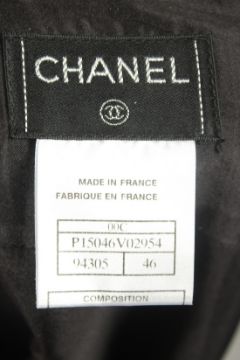 CHANEL
MADE IN FRANCE
FABRIQUE EN FRANCE
00C
P15046V02954
94305 46
COMPOSITION